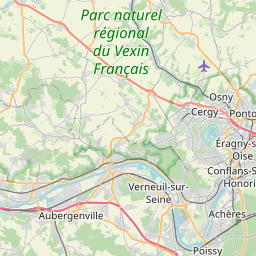 Parc naturel
régional
du Vexin
Français
Osny
Cergy
Ponto
Éragny-s
Oise
Conflans-S
Honori
Verneuil-sur-
Seine
Achères
Aubergenville
Poissy